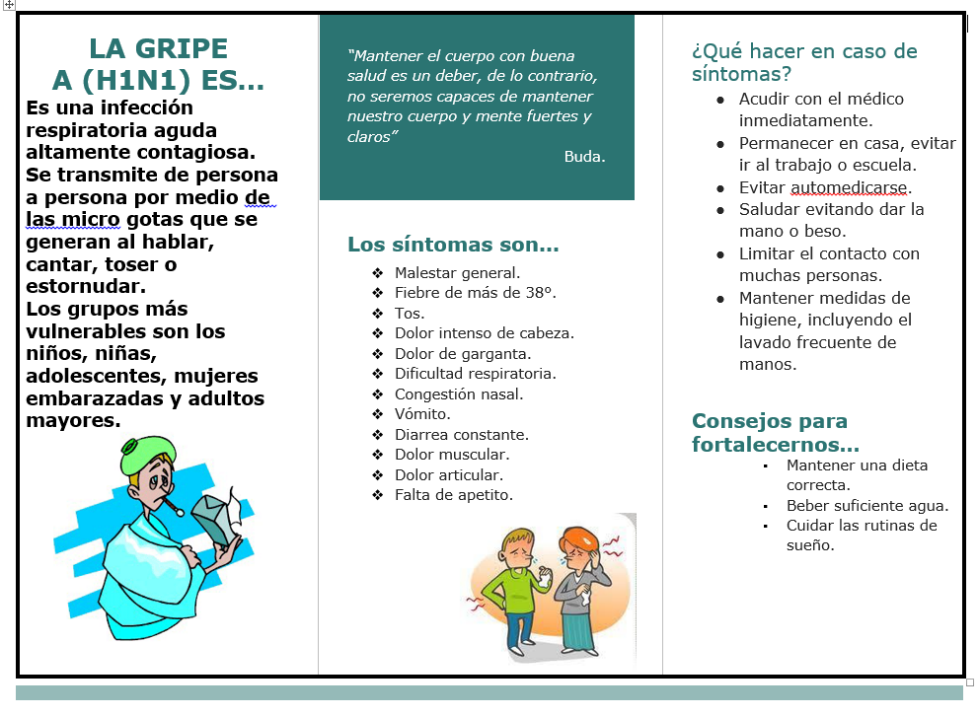 LA GRIPE
A (H1N1) ES...
Es una infección
respiratoria aguda
altamente contagiosa.
Se transmite de persona
a persona por medio de
las micro gotas que se
generan al hablar,
cantar, toser o
estornudar.
Los grupos más
vulnerables son los
niños, niñas,
adolescentes, mujeres
embarazadas y adultos
mayores.
“Mantener el cuerpo con buena
salud es un deber, de lo contrario,
no seremos capaces de mantener
nuestro cuerpo y mente fuertes y
claros”
Buda.
Los síntomas son...
❖ Malestar general.
❖ Fiebre de más de 38°.
❖ Tos.
❖ Dolor intenso de cabeza.
❖ Dolor de garganta.
❖ Dificultad respiratoria.
❖ Congestión nasal.
❖ Vómito.
❖ Diarrea constante.
❖ Dolor muscular.
❖ Dolor articular.
❖ Falta de apetito.
¿Qué hacer en caso de
síntomas?
● Acudir con el médico
inmediatamente.
● Permanecer en casa, evitar
ir al trabajo o escuela.
● Evitar automedicarse.
● Saludar evitando dar la
mano o beso.
● Limitar el contacto con
muchas personas.
● Mantener medidas de
higiene, incluyendo el
lavado frecuente de
manos.
Consejos para
fortalecernos...
▪ Mantener una dieta
correcta.
▪ Beber suficiente agua.
▪ Cuidar las rutinas de
sueño.